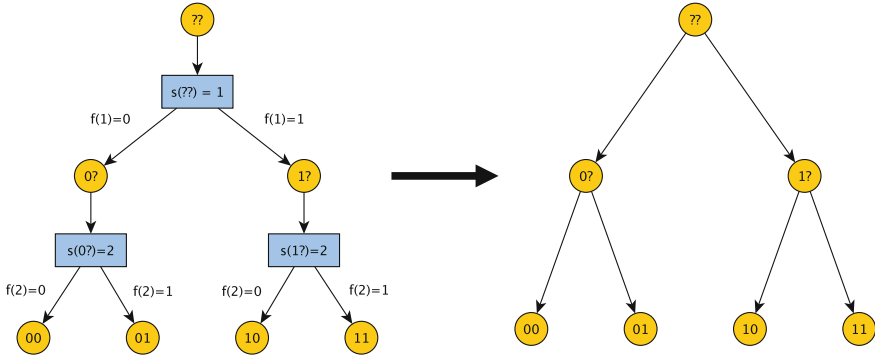 ??
??
s(??) = 1
f(1)=0
f(1)=1
0?
1?
0?
1?
s(0?)=2
s(1?)=2
f(2)=0
f(2)=1
f(2)=0
f(2)=1
00
01
10
11
00
01
10
11